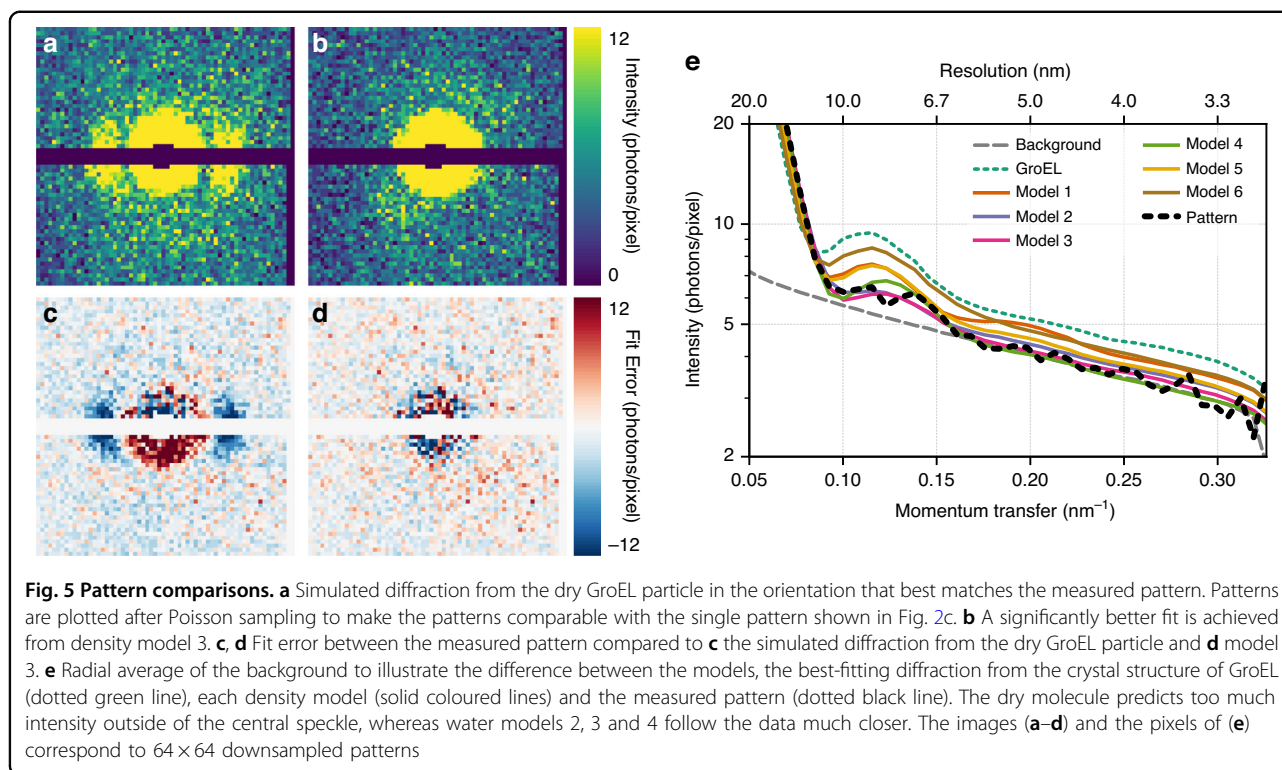 a
b
12
Intensity (photons/pixel)
0
c
d
12
Fit Error (photons/pixel)
−12
e
Resolution (nm)
20.0 10.0 6.7 5.0 4.0 3.3
20
10
5
2
Intensity (photons/pixel)
Background
GroEL
Model 1
Model 2
Model 3
Model 4
Model 5
Model 6
Pattern
0.05 0.10 0.15 0.20 0.25 0.30
Momentum transfer (nm⁻¹)
Fig. 5 Pattern comparisons. a Simulated diffraction from the dry GroEL particle in the orientation that best matches the measured pattern. Patterns
are plotted after Poisson sampling to make the patterns comparable with the single pattern shown in Fig. 2c. b A significantly better fit is achieved
from density model 3. c, d Fit error between the measured pattern compared to c the simulated diffraction from the dry GroEL particle and d model
3. e Radial average of the background to illustrate the difference between the models, the best-fitting diffraction from the crystal structure of GroEL
(dotted green line), each density model (solid coloured lines) and the measured pattern (dotted black line). The dry molecule predicts too much
intensity outside of the central speckle, whereas water models 2, 3 and 4 follow the data much closer. The images (a–d) and the pixels of (e)
correspond to 64 × 64 downsampled patterns